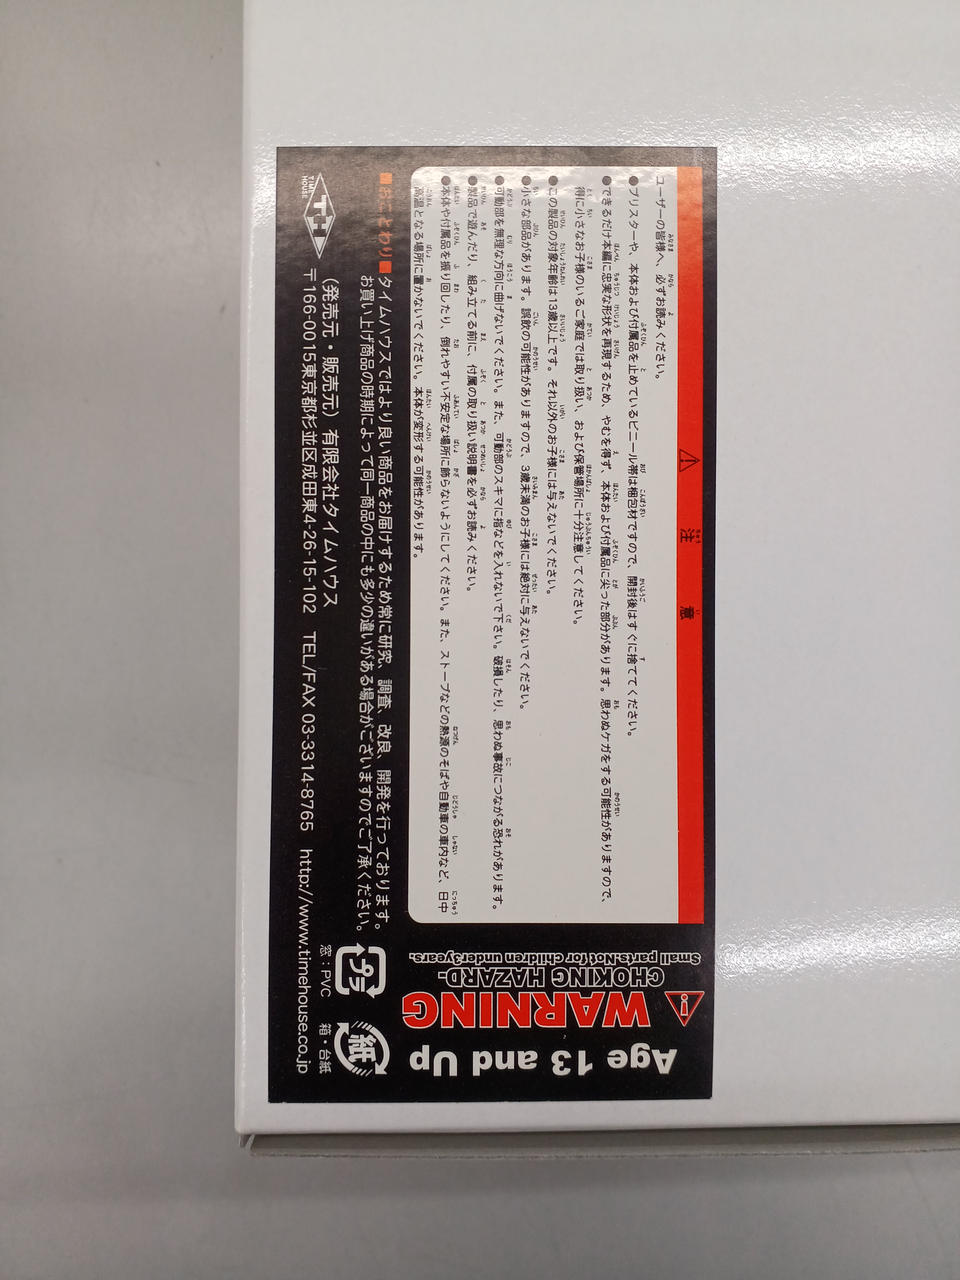 ⚠ 注意
ユーザーの皆様へ、必ずお読みください。
●ブリスターや、本体および付属品を止めているビニール帯は梱包材ですので、開封後はすぐに捨ててください。
●できるだけ本編に忠実な形状を再現するため、やむを得ず、本体および付属品に尖った部分があります。思わぬケガをする可能性がありますので、
特に小さなお子様のいるご家庭では取り扱い、および保管場所に十分注意してください。
●この製品の対象年齢は13歳以上です。それ以外のお子様には与えないでください。
●小さな部品があります。誤飲の可能性がありますので、3歳未満のお子様には絶対に与えないでください。
●可動部を無理な方向に曲げないでください。また、可動部のスキマに指などを入れないで下さい。破損したり、思わぬ事故につながる恐れがあります。
●製品で遊んだり、組み立てる前に、付属の取り扱い説明書を必ずお読みください。
●本体や付属品を振り回したり、倒れやすい不安定な場所に飾らないようにしてください。また、ストーブなどの熱源のそばや自動車の車内など、日中
高温となる場所に置かないでください。本体が変形する可能性があります。
■おことわり■タイムハウスではより良い商品をお届けするため常に研究、調査、改良、開発を行っております。
お買い上げ商品の時期によって同一商品の中にも多少の違いがある場合がございますのでご了承ください。
TH
TIME HOUSE
(発売元・販売元) 有限会社タイムハウス
〒166-0015東京都杉並区成田東4-26-15-102 TEL/FAX 03-3314-8765 http://www.timehouse.co.jp
プラ
窓：PVC
紙
箱・台紙
Age 13 and Up
WARNING
CHOKING HAZARD-
Small parts.Not for children under3years.